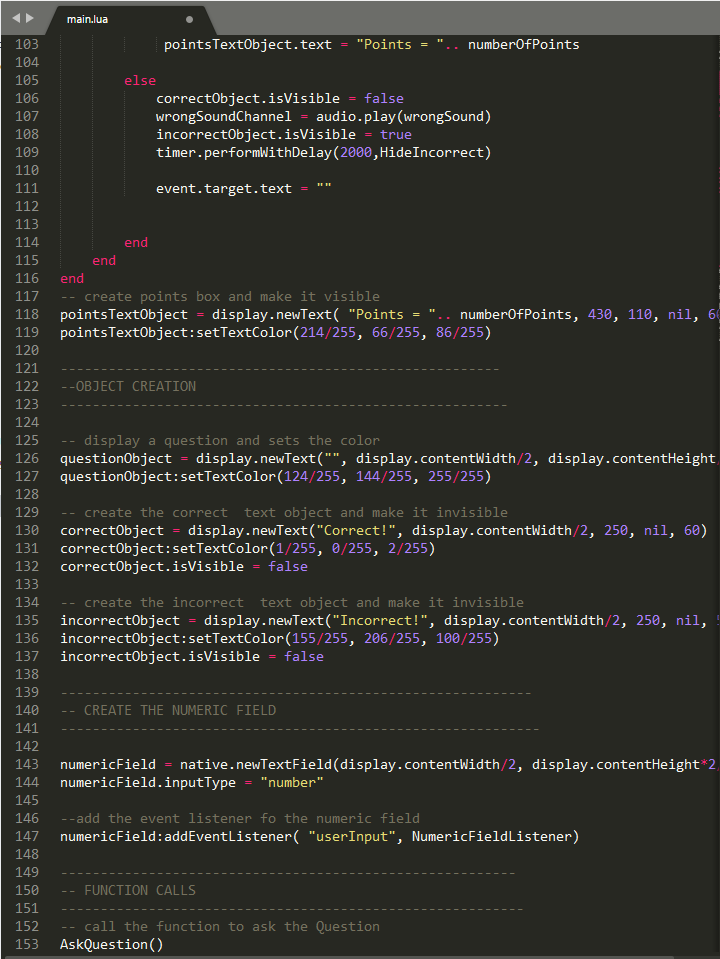 main.lua
103 pointsTextObject.text = "Points = ".. numberOfPoints
104
105 else
106 correctObject.isVisible = false
107 wrongSoundChannel = audio.play(wrongSound)
108 incorrectObject.isVisible = true
109 timer.performWithDelay(2000,HideIncorrect)
110
111 event.target.text = ""
112
113
114 end
115 end
116 end
117 -- create points box and make it visible
118 pointsTextObject = display.newText( "Points = ".. numberOfPoints, 430, 110, nil,
119 pointsTextObject:setTextColor(214/255, 66/255, 86/255)
120
121 -------------------------------------------------------
122 --OBJECT CREATION
123 --------------------------------------------------------
124
125 -- display a question and sets the color
126 questionObject = display.newText("", display.contentWidth/2, display.contentHeight
127 questionObject:setTextColor(124/255, 144/255, 255/255)
128
129 -- create the correct  text object and make it invisible
130 correctObject = display.newText("Correct!", display.contentWidth/2, 250, nil, 60)
131 correctObject:setTextColor(1/255, 0/255, 2/255)
132 correctObject.isVisible = false
133
134 -- create the incorrect  text object and make it invisible
135 incorrectObject = display.newText("Incorrect!", display.contentWidth/2, 250, nil,
136 incorrectObject:setTextColor(155/255, 206/255, 100/255)
137 incorrectObject.isVisible = false
138
139 -----------------------------------------------------------
140 -- CREATE THE NUMERIC FIELD
141 ------------------------------------------------------------
142
143 numericField = native.newTextField(display.contentWidth/2, display.contentHeight*2
144 numericField.inputType = "number"
145
146 --add the event listener fo the numeric field
147 numericField:addEventListener( "userInput", NumericFieldListener)
148
149 ---------------------------------------------------------
150 -- FUNCTION CALLS
151 ----------------------------------------------------------
152 -- call the function to ask the Question
153 AskQuestion()